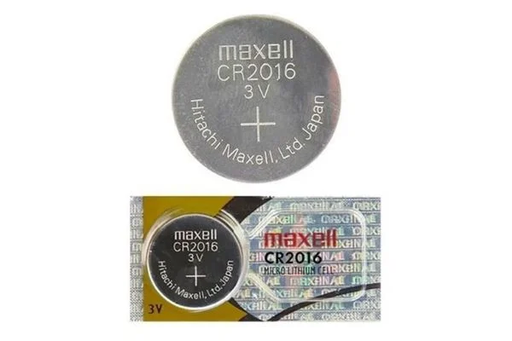 maxell
CR2016
3V
+
Hitachi Maxell, Ltd. Japan
maxell
CR2016
3V
+
Hitachi Maxell, Ltd. Japan
3V
maxell
CR2016
MICRO LITHIUM CELL